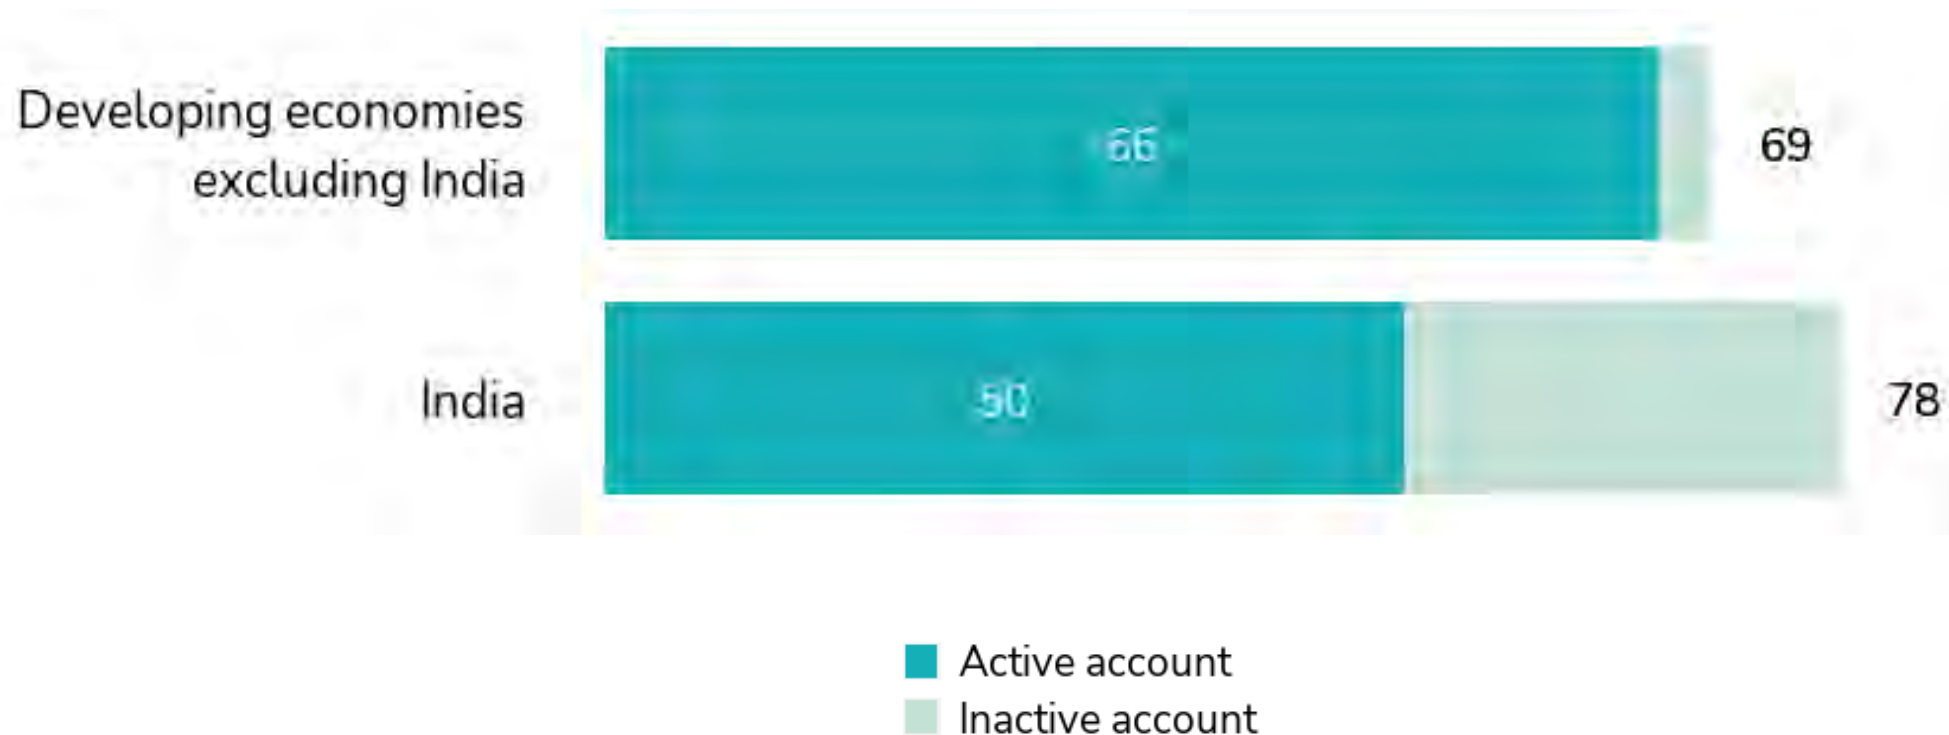 Developing economies
excluding India
66
69
India
50
78
Active account
Inactive account